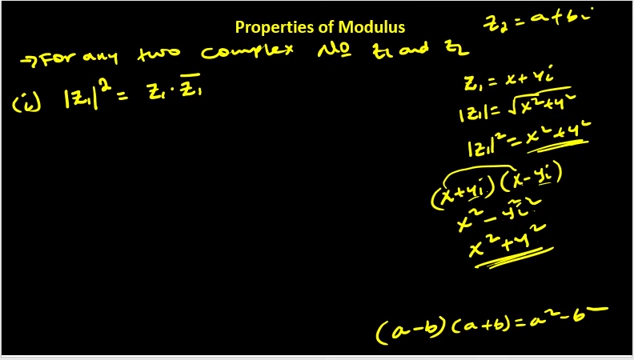 Properties of Modulus
z₂ = a + bi
→ For any two complex No z₁ and z₂
(i) |z₁|² = z₁ · z̅₁
z₁ = x + yi
|z₁| = √x² + y²
|z₁|² = x² + y²
(x + yi) (x - yi)
x² - y²i²
x² + y²
(a - b) (a + b) = a² - b²